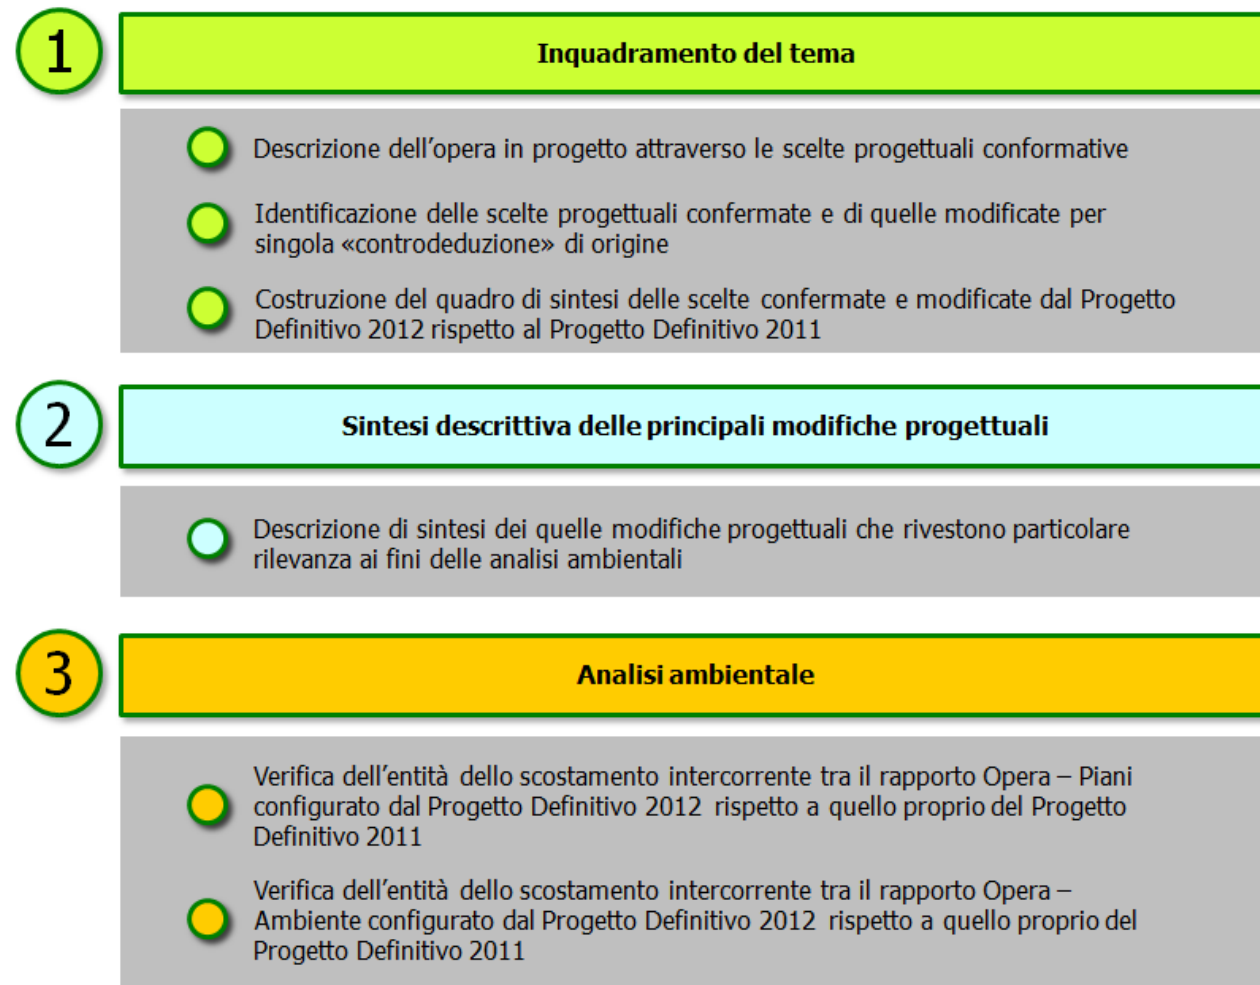 1
Inquadramento del tema
Descrizione dell’opera in progetto attraverso le scelte progettuali conformative
Identificazione delle scelte progettuali confermate e di quelle modificate per
singola «controdeduzione» di origine
Costruzione del quadro di sintesi delle scelte confermate e modificate dal Progetto
Definitivo 2012 rispetto al Progetto Definitivo 2011
2
Sintesi descrittiva delle principali modifiche progettuali
Descrizione di sintesi dei quelle modifiche progettuali che rivestono particolare
rilevanza ai fini delle analisi ambientali
3
Analisi ambientale
Verifica dell’entità dello scostamento intercorrente tra il rapporto Opera – Piani
configurato dal Progetto Definitivo 2012 rispetto a quello proprio del Progetto
Definitivo 2011
Verifica dell’entità dello scostamento intercorrente tra il rapporto Opera –
Ambiente configurato dal Progetto Definitivo 2012 rispetto a quello proprio del
Progetto Definitivo 2011